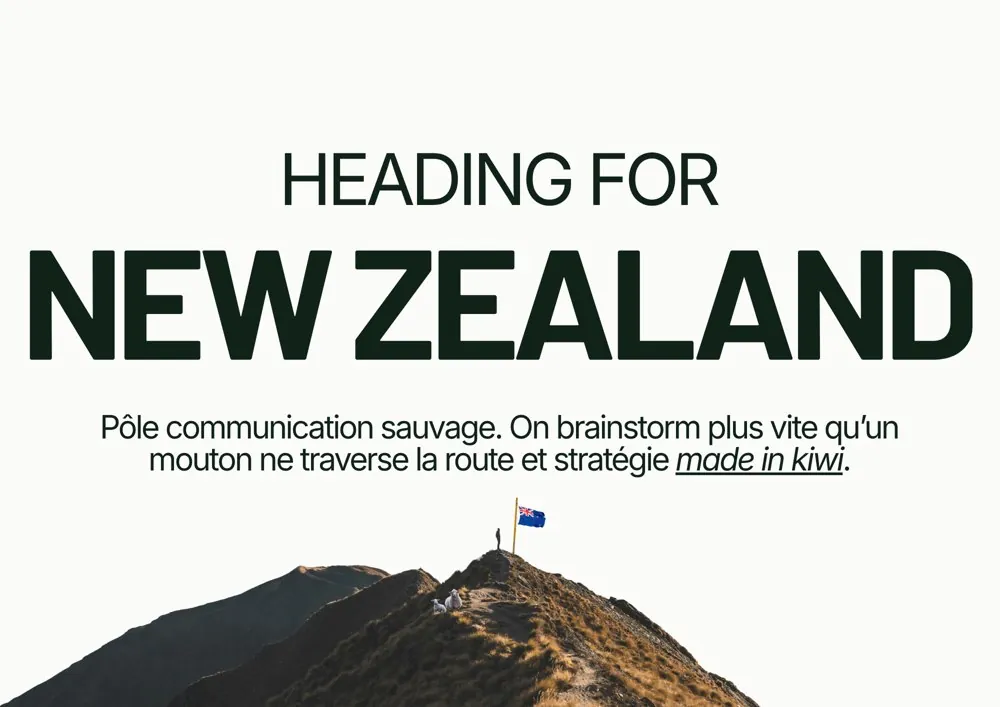 HEADING FOR
NEW ZEALAND
Pôle communication sauvage. On brainstorm plus vite qu’un
mouton ne traverse la route et stratégie made in kiwi.